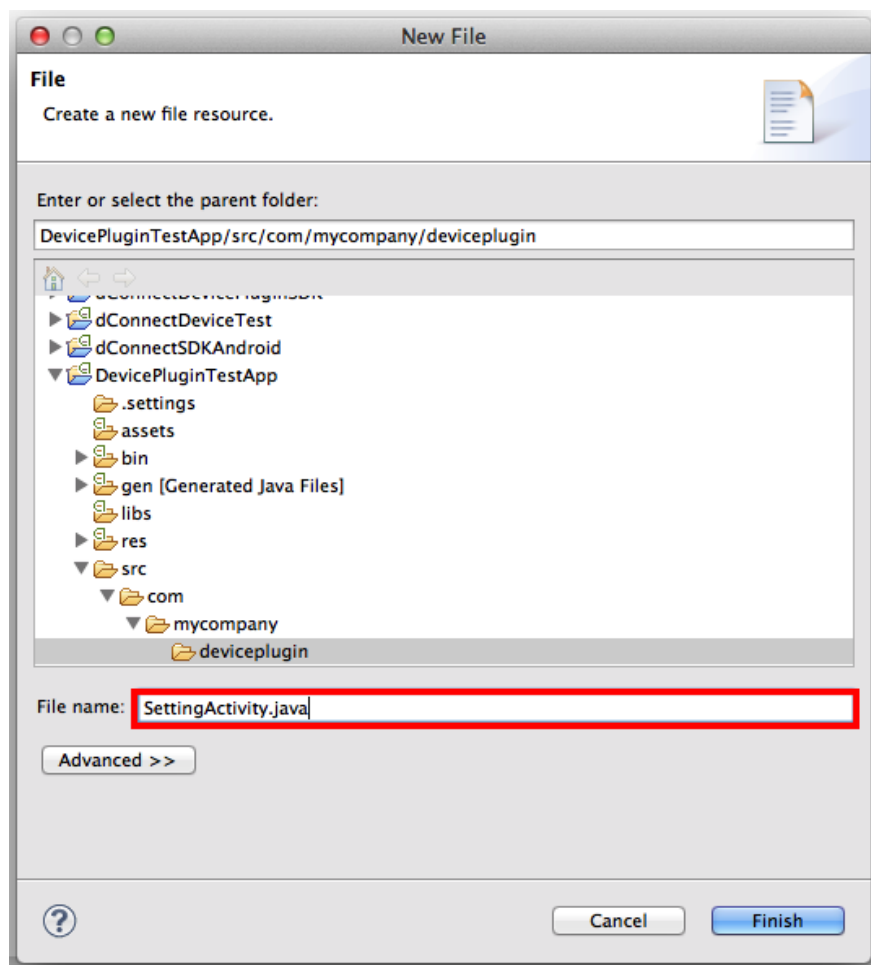 New File
File
Create a new file resource.
Enter or select the parent folder:
DevicePluginTestApp/src/com/mycompany/deviceplugin
dConnectDevicePluginSDK
dConnectDeviceTest
dConnectSDKAndroid
DevicePluginTestApp
.settings
assets
bin
gen [Generated Java Files]
libs
res
src
com
mycompany
deviceplugin
File name: SettingActivity.java
Advanced >>
? Cancel Finish